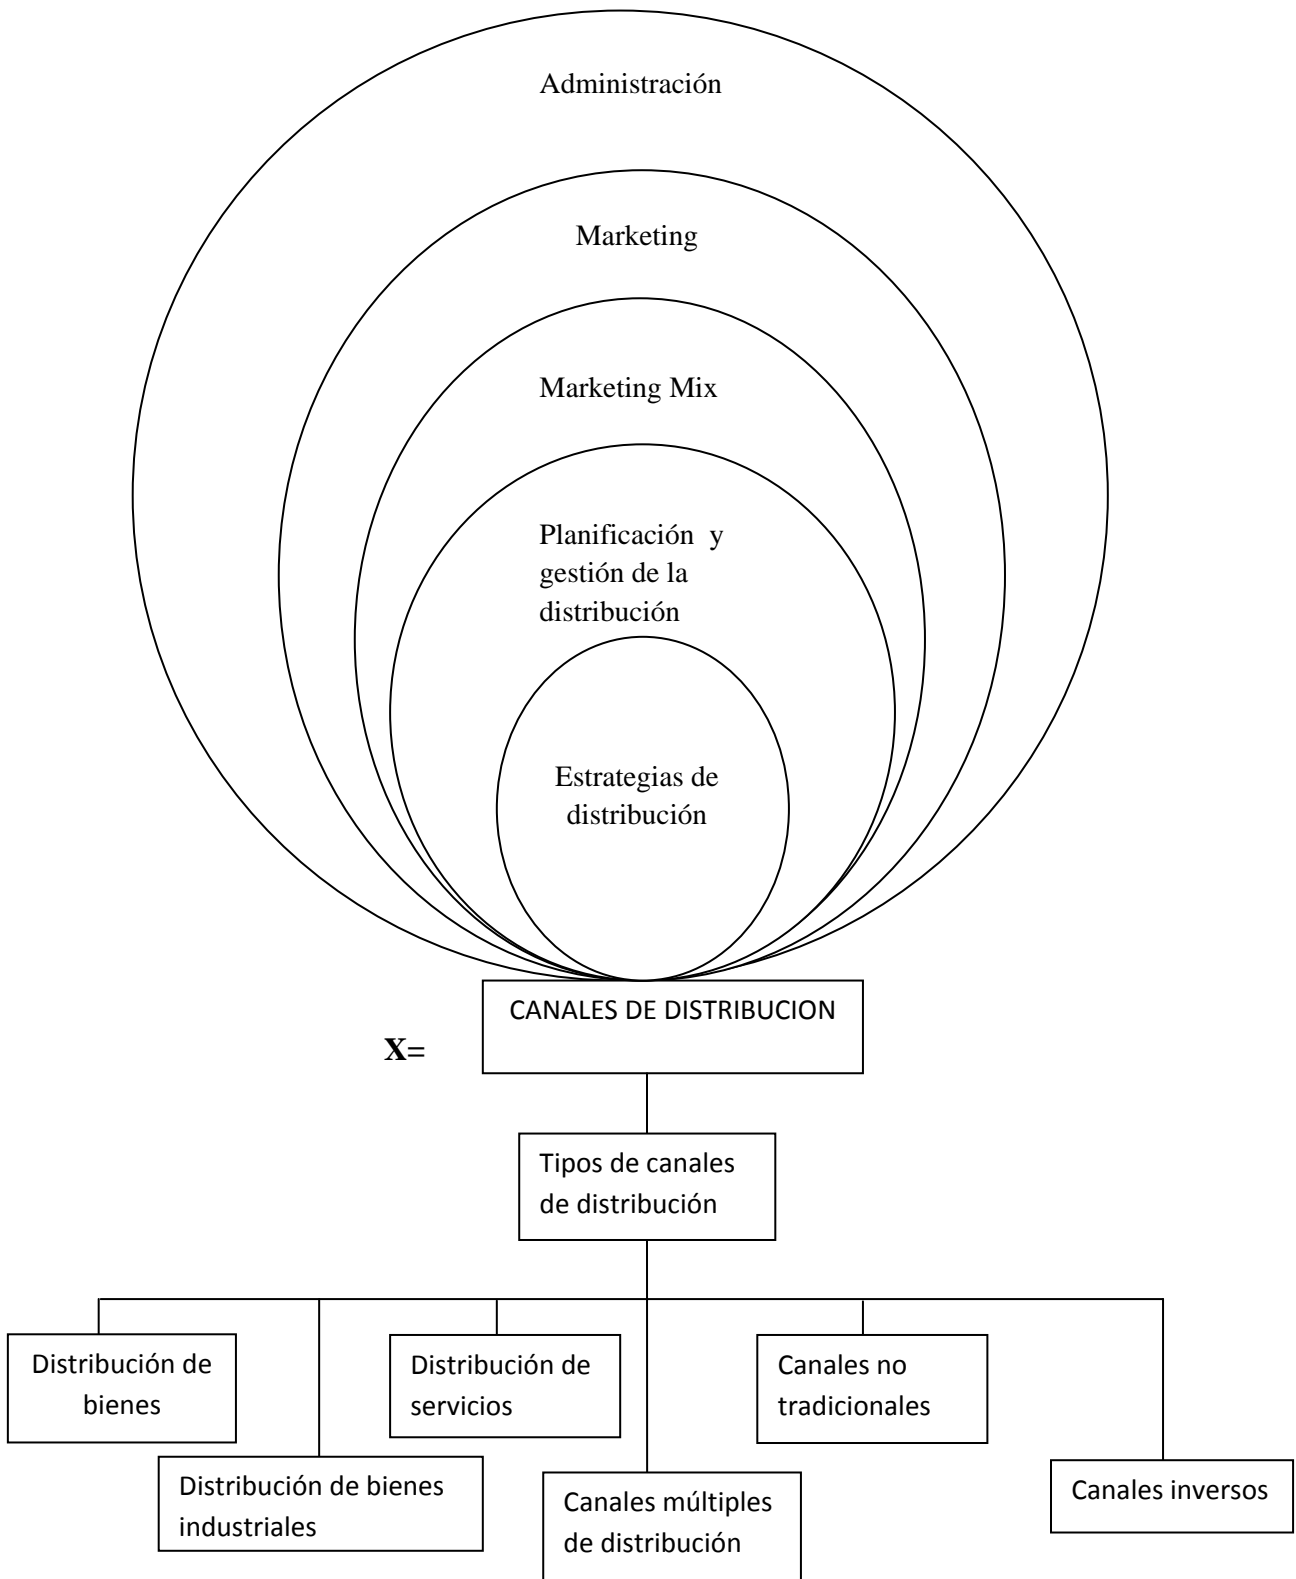 Administración
Marketing
Marketing Mix
Planificación y
gestión de la
distribución
Estrategias de
distribución
CANALES DE DISTRIBUCION
X=
Tipos de canales
de distribución
Distribución de
bienes
Distribución de
servicios
Canales no
tradicionales
Distribución de bienes
industriales
Canales múltiples
de distribución
Canales inversos